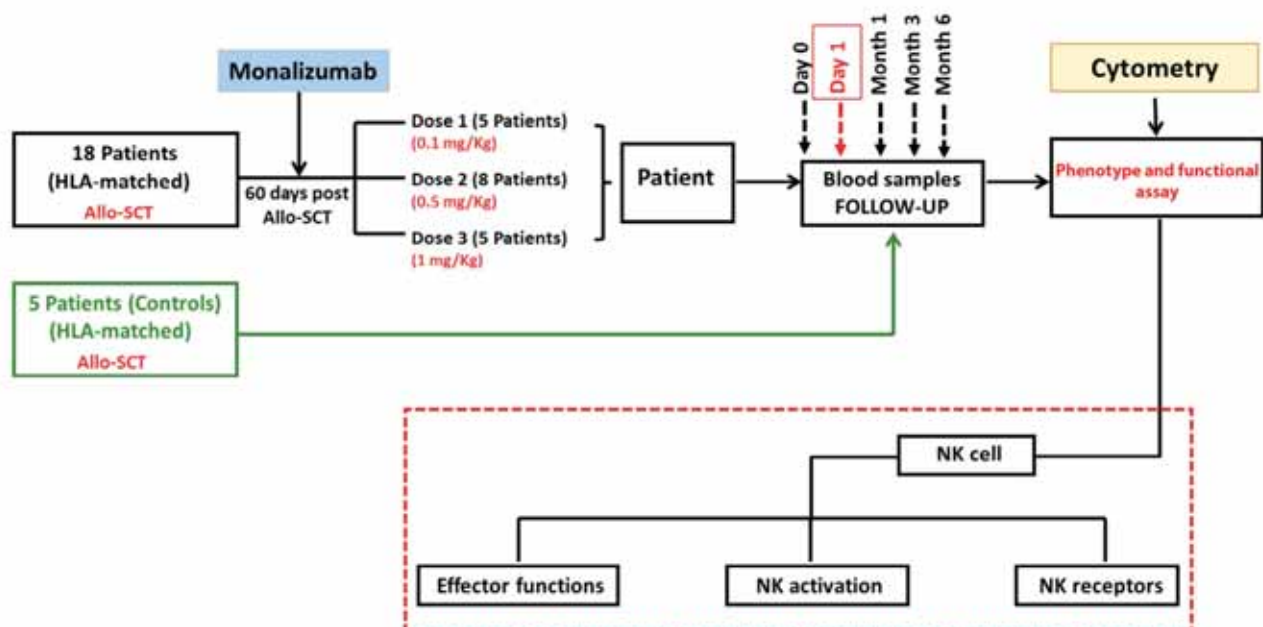 Monalizumab
18 Patients
(HLA-matched)
Allo-SCT
60 days post
Allo-SCT
Dose 1 (5 Patients)
(0.1 mg/Kg)
Dose 2 (8 Patients)
(0.5 mg/Kg)
Dose 3 (5 Patients)
(1 mg/Kg)
Patient
Day 0
Day 1
Month 1
Month 3
Month 6
Blood samples
FOLLOW-UP
Cytometry
Phenotype and functional
assay
5 Patients (Controls)
(HLA-matched)
Allo-SCT
NK cell
Effector functions
NK activation
NK receptors